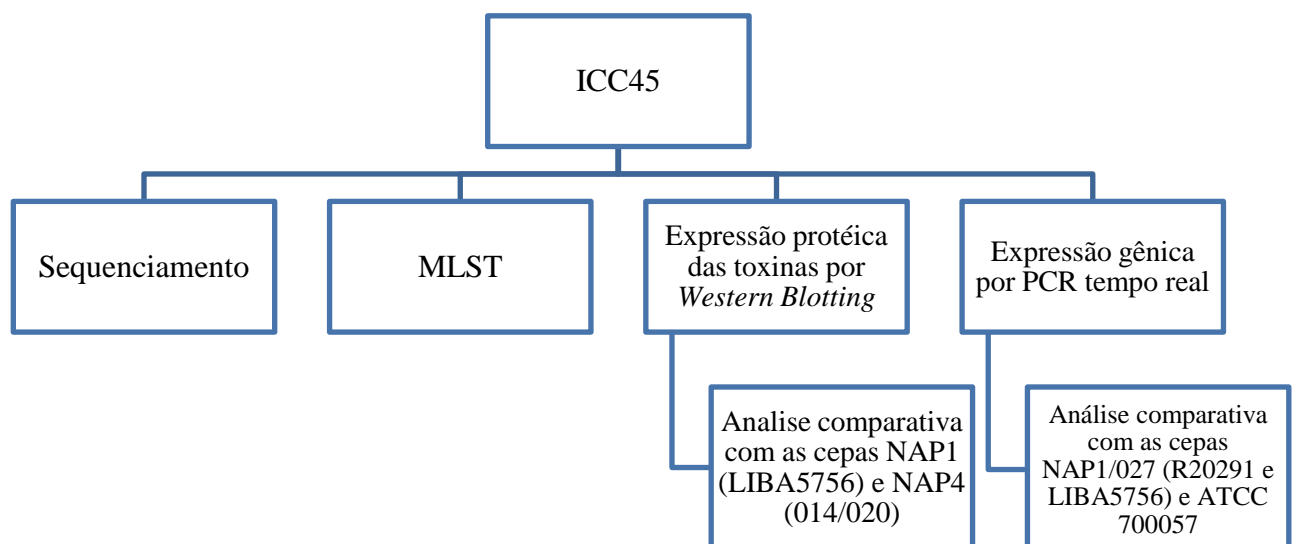 ICC45
Sequenciamento
MLST
Expressão protéica
das toxinas por
Western Blotting
Expressão gênica
por PCR tempo real
Analise comparativa
com as cepas NAP1
(LIBA5756) e NAP4
(014/020)
Análise comparativa
com as cepas
NAP1/027 (R20291 e
LIBA5756) e ATCC
700057